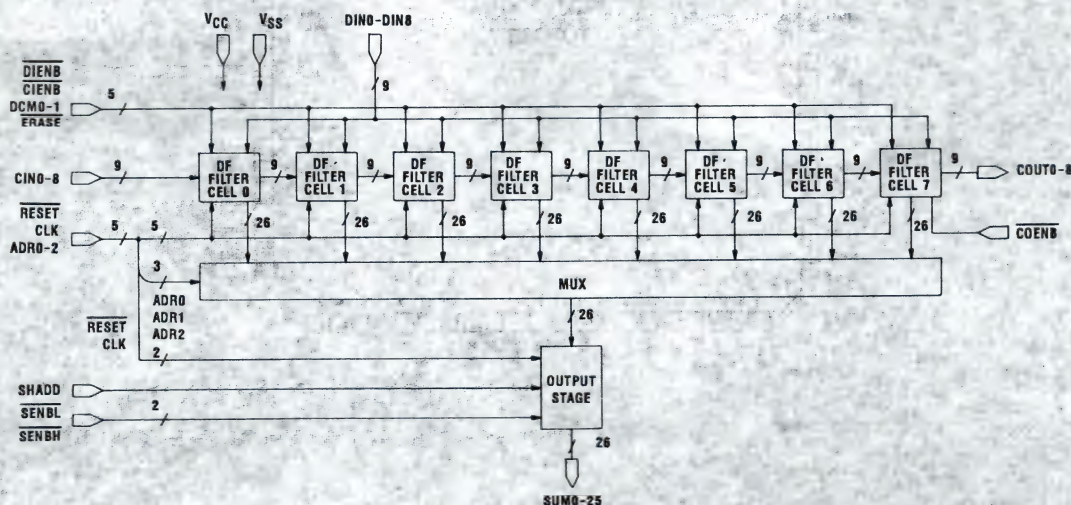 VCC VSS DIN0-DIN8
DIENB
CIENB
DCM0-1
ERASE
5
9
CIN0-8
9
DF FILTER CELL 0
9
DF FILTER CELL 1
9
DF FILTER CELL 2
9
DF FILTER CELL 3
9
DF FILTER CELL 4
9
DF FILTER CELL 5
9
DF FILTER CELL 6
9
DF FILTER CELL 7
9
COUT0-8
RESET
CLK
ADR0-2
5 5
26 26 26 26 26 26 26 26
COENB
3
ADR0
ADR1
ADR2
MUX
RESET
CLK
2
26
SHADD
SENBL
SENBH
2
OUTPUT
STAGE
26
SUM0-25